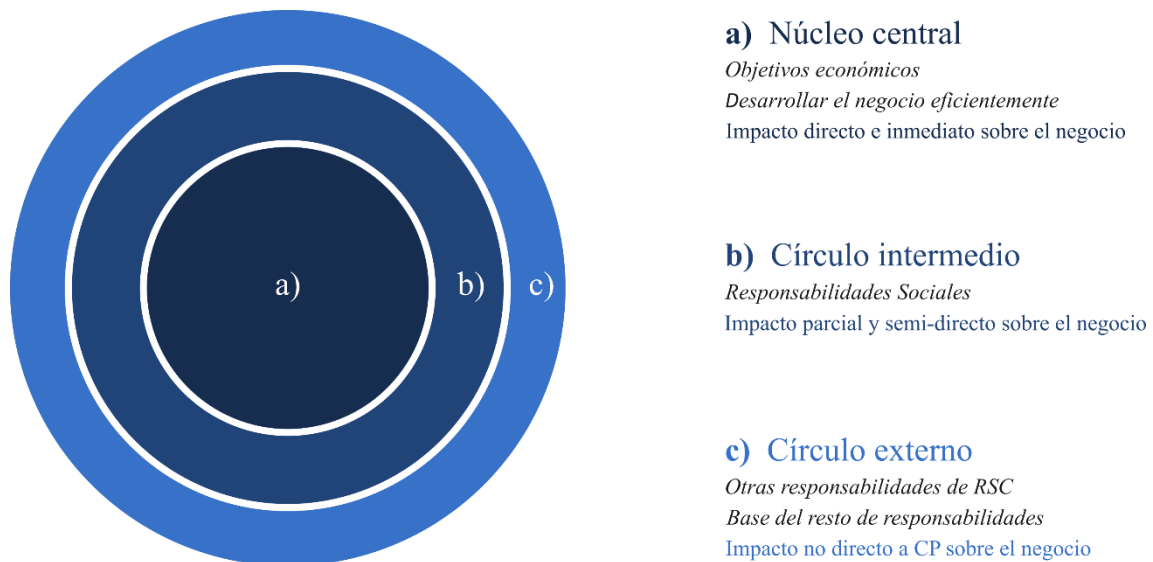 a) Núcleo central
Objetivos económicos
Desarrollar el negocio eficientemente
Impacto directo e inmediato sobre el negocio
a)
b)
c)
b) Círculo intermedio
Responsabilidades Sociales
Impacto parcial y semi-directo sobre el negocio
c) Círculo externo
Otras responsabilidades de RSC
Base del resto de responsabilidades
Impacto no directo a CP sobre el negocio